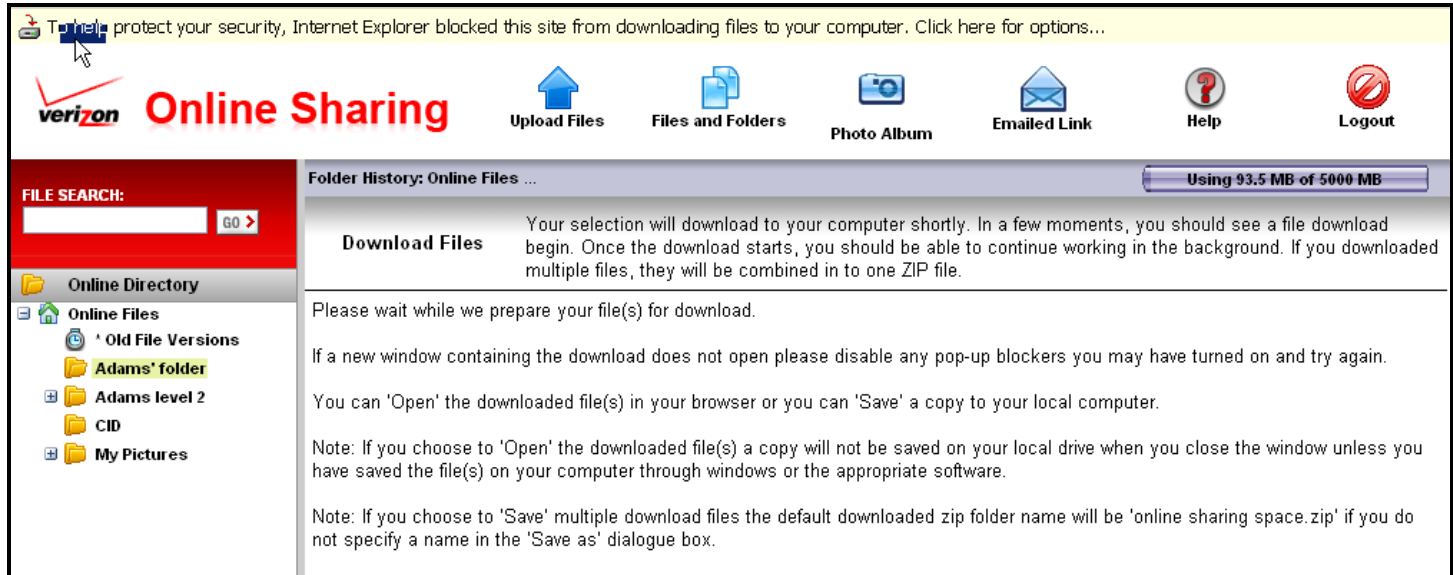 To help protect your security, Internet Explorer blocked this site from downloading files to your computer. Click here for options...
verizon Online Sharing
Upload Files
Files and Folders
Photo Album
Emailed Link
Help
Logout
FILE SEARCH:
GO
Folder History: Online Files ...
Using 93.5 MB of 5000 MB
Download Files
Your selection will download to your computer shortly. In a few moments, you should see a file download
begin. Once the download starts, you should be able to continue working in the background. If you downloaded
multiple files, they will be combined in to one ZIP file.
Online Directory
Online Files
* Old File Versions
Adams' folder
Adams level 2
CID
My Pictures
Please wait while we prepare your file(s) for download.
If a new window containing the download does not open please disable any pop-up blockers you may have turned on and try again.
You can 'Open' the downloaded file(s) in your browser or you can 'Save' a copy to your local computer.
Note: If you choose to 'Open' the downloaded file(s) a copy will not be saved on your local drive when you close the window unless you
have saved the file(s) on your computer through windows or the appropriate software.
Note: If you choose to 'Save' multiple download files the default downloaded zip folder name will be 'online sharing space.zip' if you do
not specify a name in the 'Save as' dialogue box.